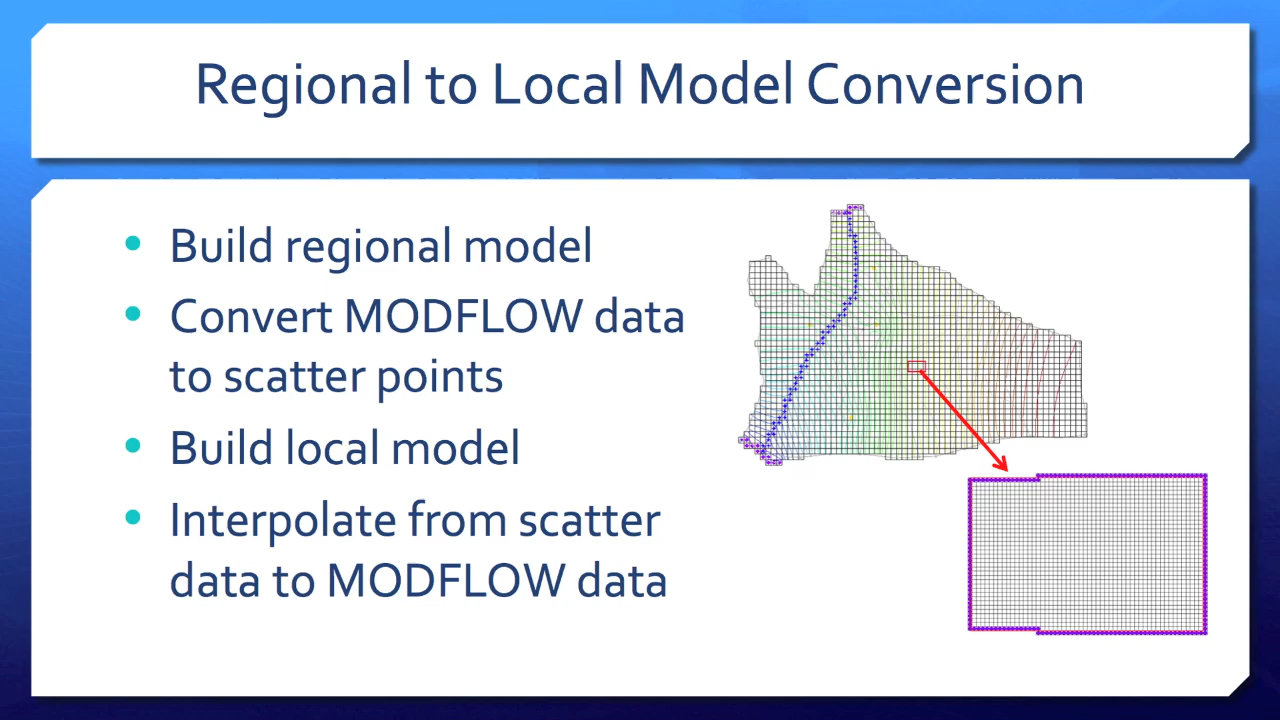 Regional to Local Model Conversion
• Build regional model
• Convert MODFLOW data
to scatter points
• Build local model
• Interpolate from scatter
data to MODFLOW data